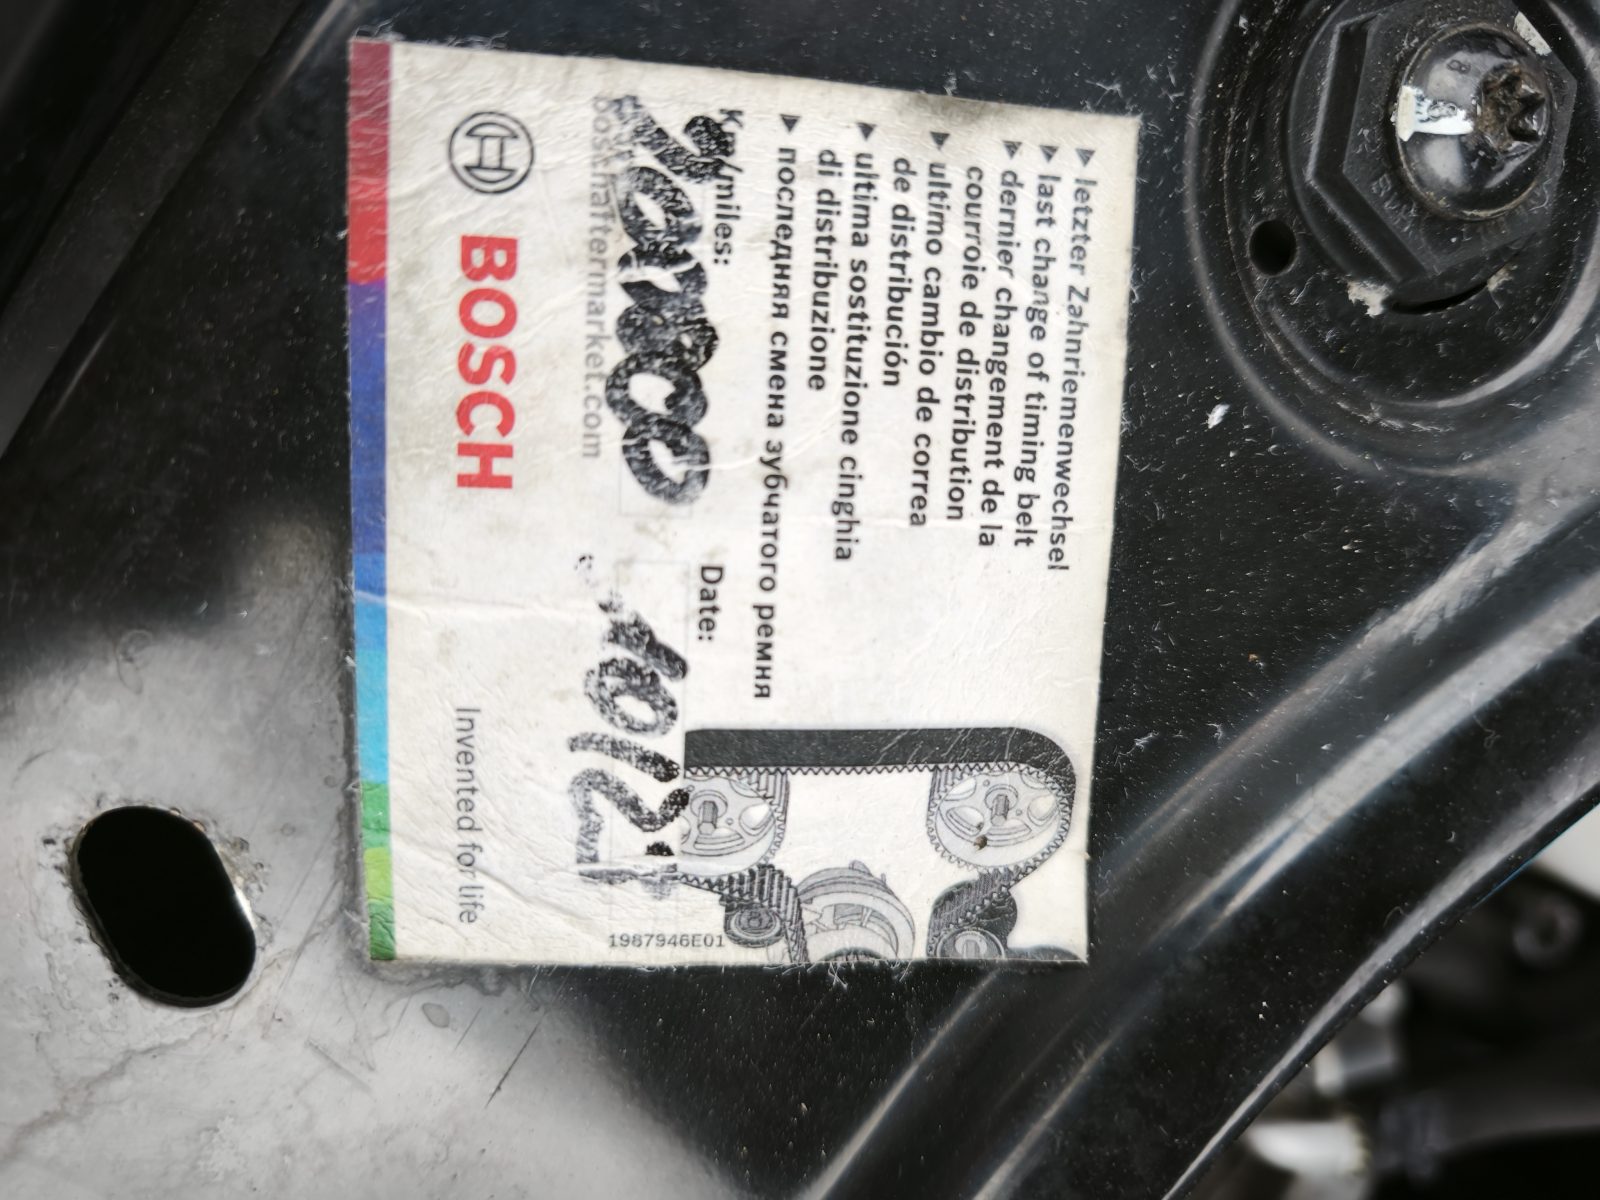 ▸ letzter Zahnriemenwechsel
▸ last change of timing belt
▸ dernier changement de la
courroie de distribution
▸ ultimo cambio de correa
de distribución
▸ ultima sostituzione cinghia
di distribuzione
▸ последняя смена зубчатого ремня
Km/miles: Date:
10/21
boschaftermarket.com
1987946E01
BOSCH
Invented for life